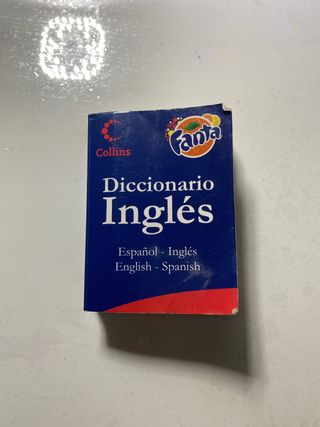 Collins
Fanta
Diccionario
Inglés
Español - Inglés
English - Spanish